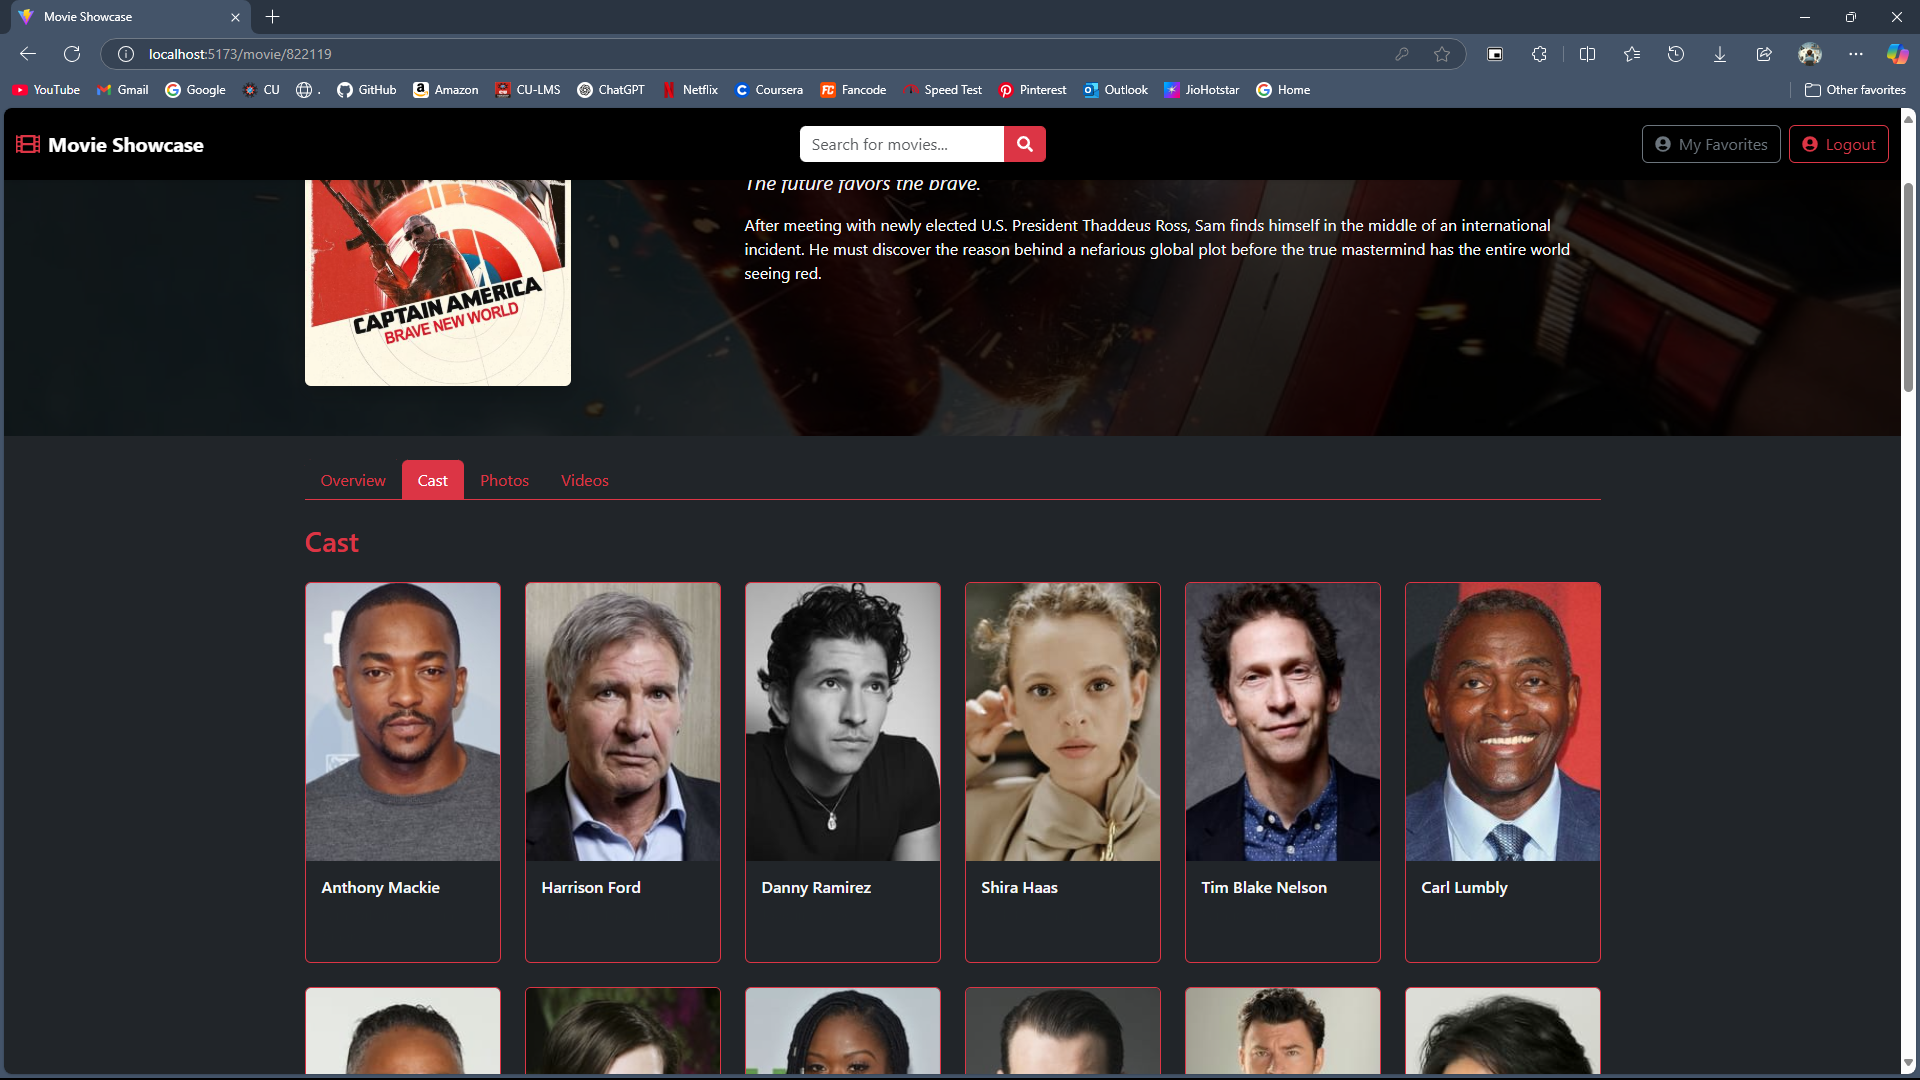 Movie Showcase
localhost:5173/movie/822119
YouTube
Gmail
Google
CU
.
GitHub
Amazon
CU-LMS
ChatGPT
Netflix
Coursera
Fancode
Speed Test
Pinterest
Outlook
JioHotstar
Home
Other favorites
Movie Showcase
Search for movies...
My Favorites
Logout
The future favors the brave.
After meeting with newly elected U.S. President Thaddeus Ross, Sam finds himself in the middle of an international
incident. He must discover the reason behind a nefarious global plot before the true mastermind has the entire world
seeing red.
CAPTAIN AMERICA
BRAVE NEW WORLD
Overview
Cast
Photos
Videos
Cast
Anthony Mackie
Harrison Ford
Danny Ramirez
Shira Haas
Tim Blake Nelson
Carl Lumbly